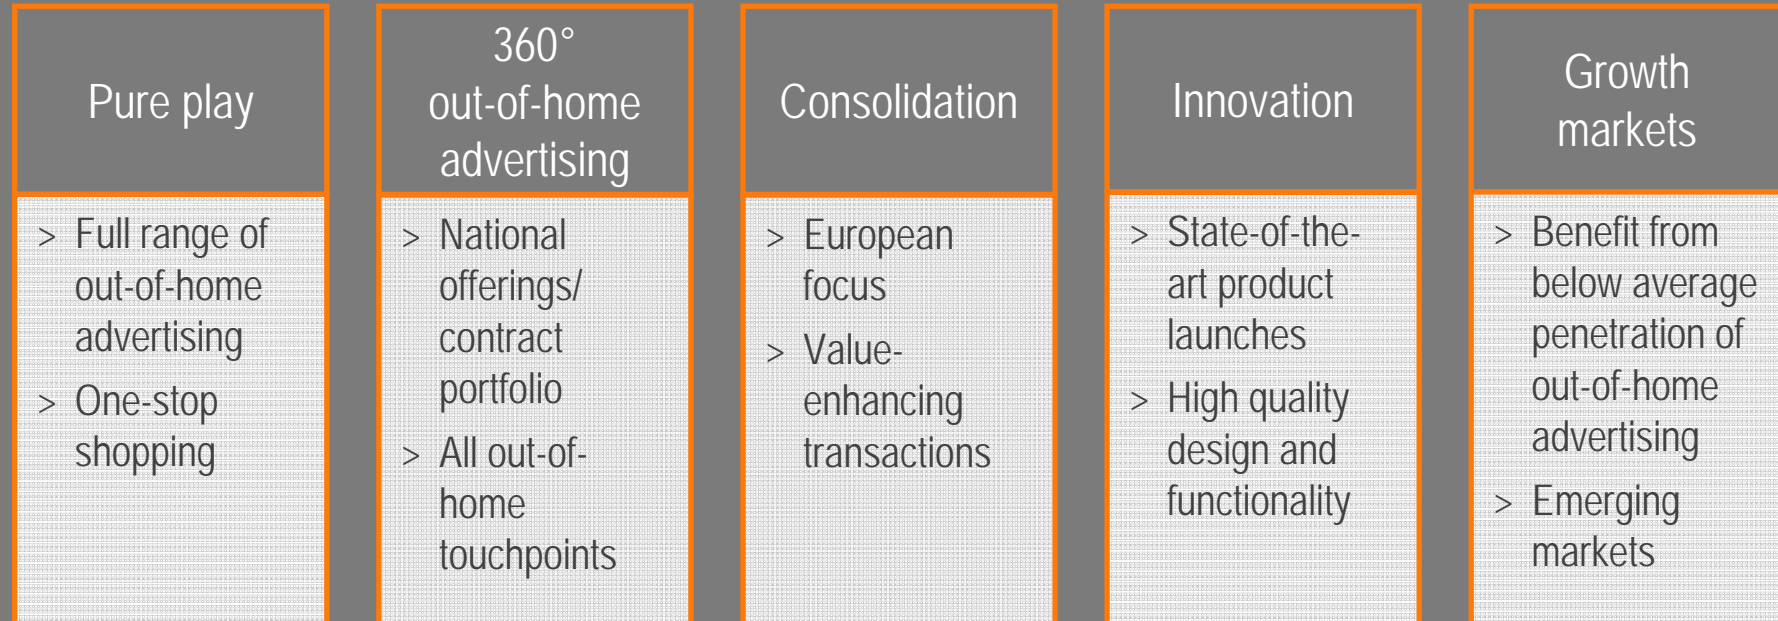 Pure play
> Full range of
out-of-home
advertising
> One-stop
shopping
360°
out-of-home
advertising
> National
offerings/
contract
portfolio
> All out-of-
home
touchpoints
Consolidation
> European
focus
> Value-
enhancing
transactions
Innovation
> State-of-the-
art product
launches
> High quality
design and
functionality
Growth
markets
> Benefit from
below average
penetration of
out-of-home
advertising
> Emerging
markets